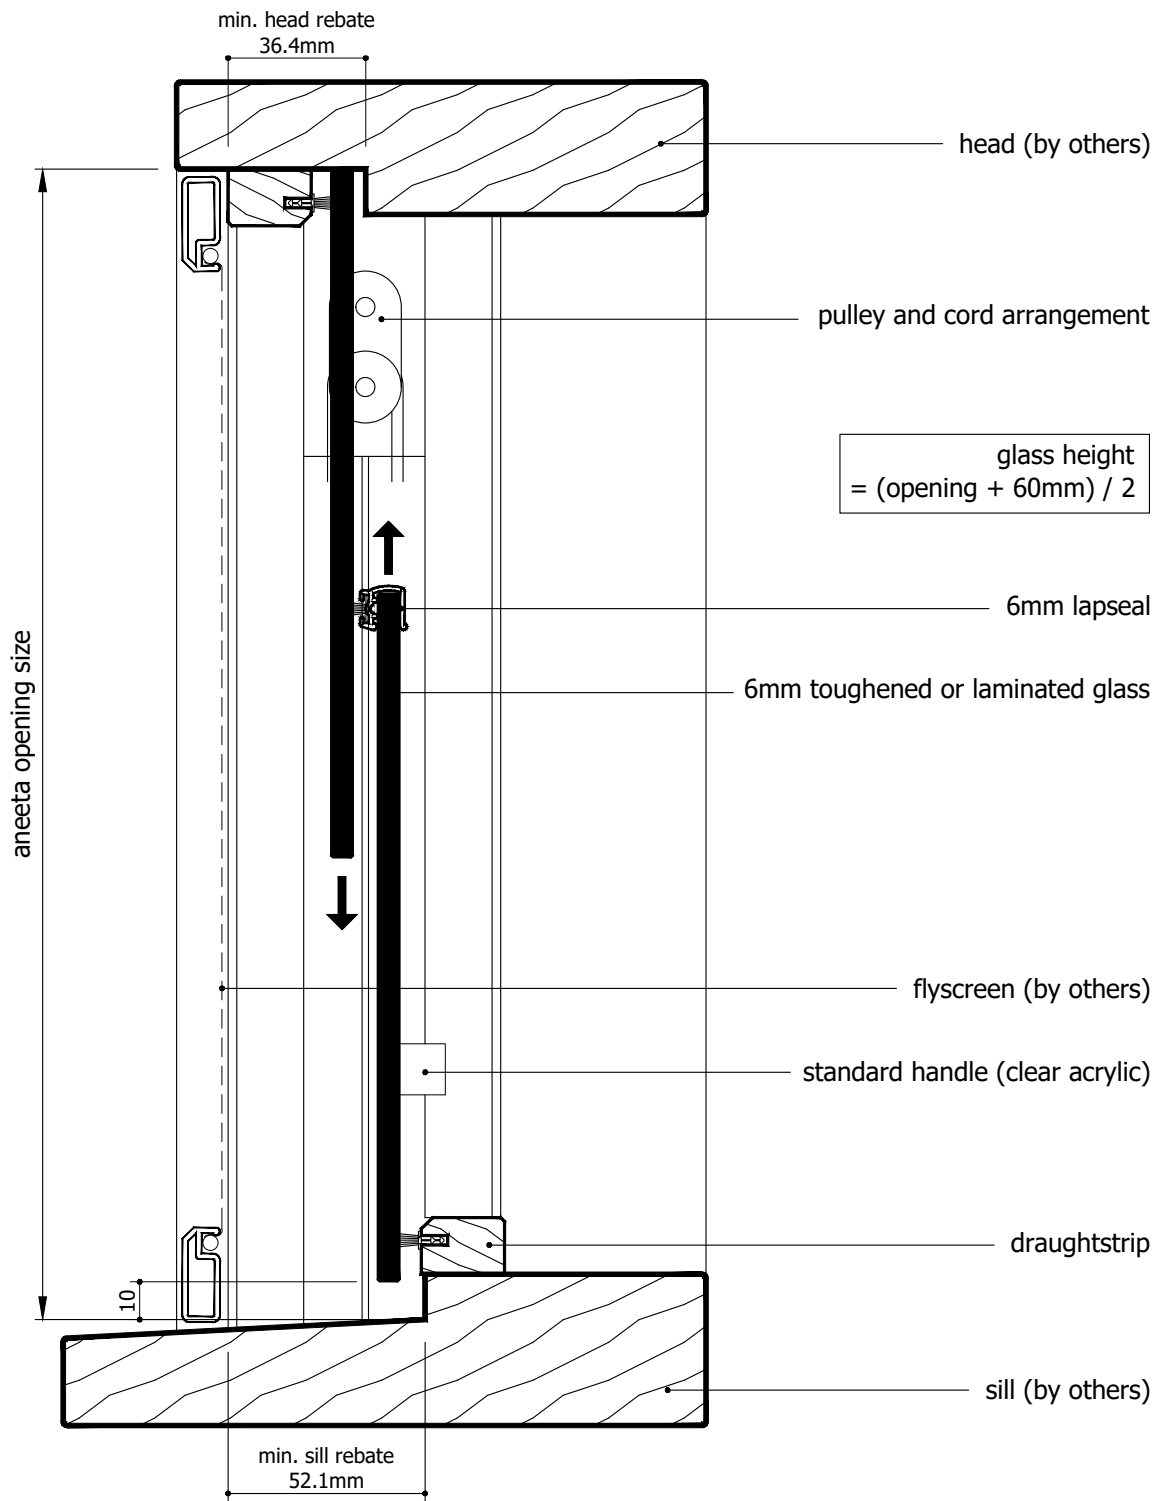 min. head rebate
36.4mm
head (by others)
pulley and cord arrangement
glass height
= (opening + 60mm) / 2
6mm lapseal
6mm toughened or laminated glass
aneeta opening size
flyscreen (by others)
standard handle (clear acrylic)
draughtstrip
10
sill (by others)
min. sill rebate
52.1mm